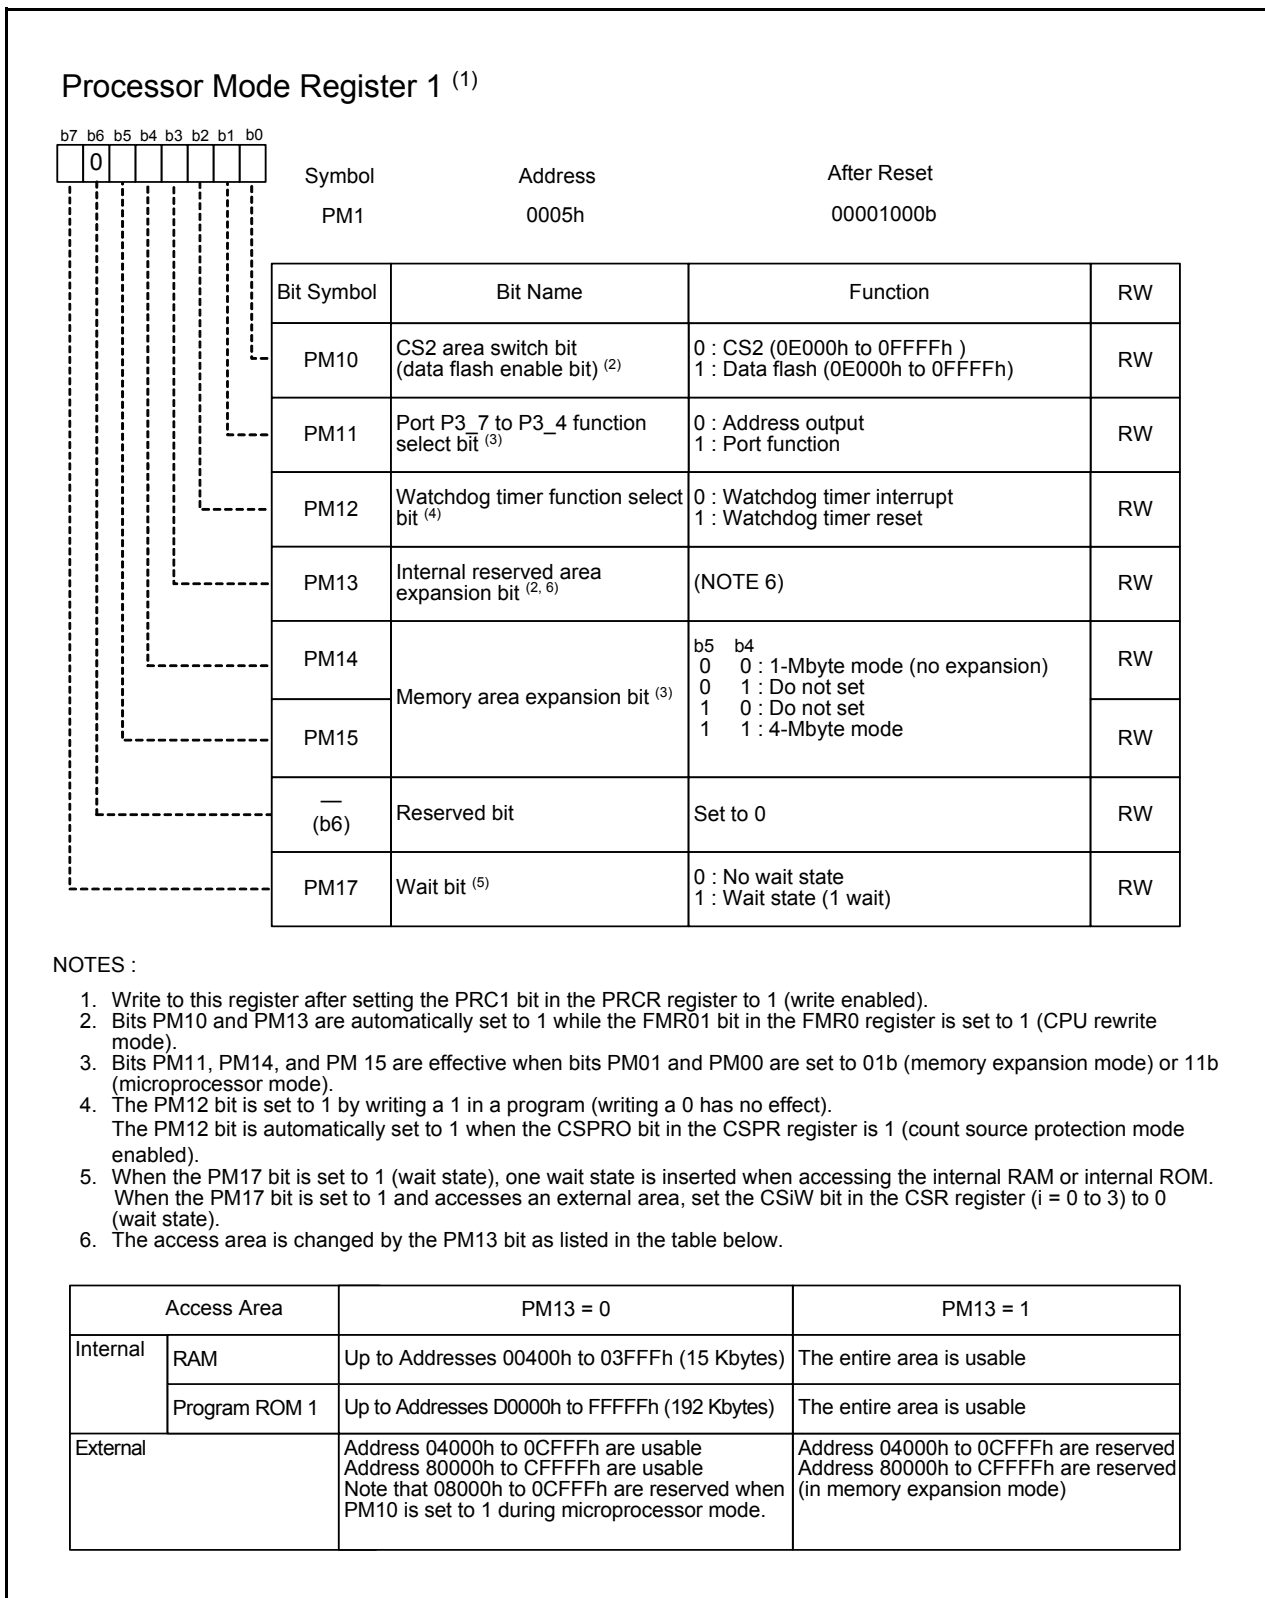 Processor Mode Register 1 (1)
b7 b6 b5 b4 b3 b2 b1 b0
0
Symbol Address After Reset
PM1 0005h 00001000b
Bit Symbol Bit Name Function RW
PM10 CS2 area switch bit
(data flash enable bit) (2) 0 : CS2 (0E000h to 0FFFFh )
1 : Data flash (0E000h to 0FFFFh) RW
PM11 Port P3_7 to P3_4 function
select bit (3) 0 : Address output
1 : Port function RW
PM12 Watchdog timer function select
bit (4) 0 : Watchdog timer interrupt
1 : Watchdog timer reset RW
PM13 Internal reserved area
expansion bit (2, 6) (NOTE 6) RW
PM14 Memory area expansion bit (3)
b5 b4
0 0 : 1-Mbyte mode (no expansion)
0 1 : Do not set
1 0 : Do not set
1 1 : 4-Mbyte mode
RW
PM15 RW
—
(b6) Reserved bit Set to 0 RW
PM17 Wait bit (5) 0 : No wait state
1 : Wait state (1 wait) RW
NOTES :
1. Write to this register after setting the PRC1 bit in the PRCR register to 1 (write enabled).
2. Bits PM10 and PM13 are automatically set to 1 while the FMR01 bit in the FMR0 register is set to 1 (CPU rewrite
mode).
3. Bits PM11, PM14, and PM 15 are effective when bits PM01 and PM00 are set to 01b (memory expansion mode) or 11b
(microprocessor mode).
4. The PM12 bit is set to 1 by writing a 1 in a program (writing a 0 has no effect).
The PM12 bit is automatically set to 1 when the CSPRO bit in the CSPR register is 1 (count source protection mode
enabled).
5. When the PM17 bit is set to 1 (wait state), one wait state is inserted when accessing the internal RAM or internal ROM.
When the PM17 bit is set to 1 and accesses an external area, set the CSiW bit in the CSR register (i = 0 to 3) to 0
(wait state).
6. The access area is changed by the PM13 bit as listed in the table below.
Access Area PM13 = 0 PM13 = 1
Internal RAM Up to Addresses 00400h to 03FFFh (15 Kbytes) The entire area is usable
Program ROM 1 Up to Addresses D0000h to FFFFFh (192 Kbytes) The entire area is usable
External Address 04000h to 0CFFFh are usable
Address 80000h to CFFFFh are usable
Note that 08000h to 0CFFFh are reserved when
PM10 is set to 1 during microprocessor mode.
Address 04000h to 0CFFFh are reserved
Address 80000h to CFFFFh are reserved
(in memory expansion mode)